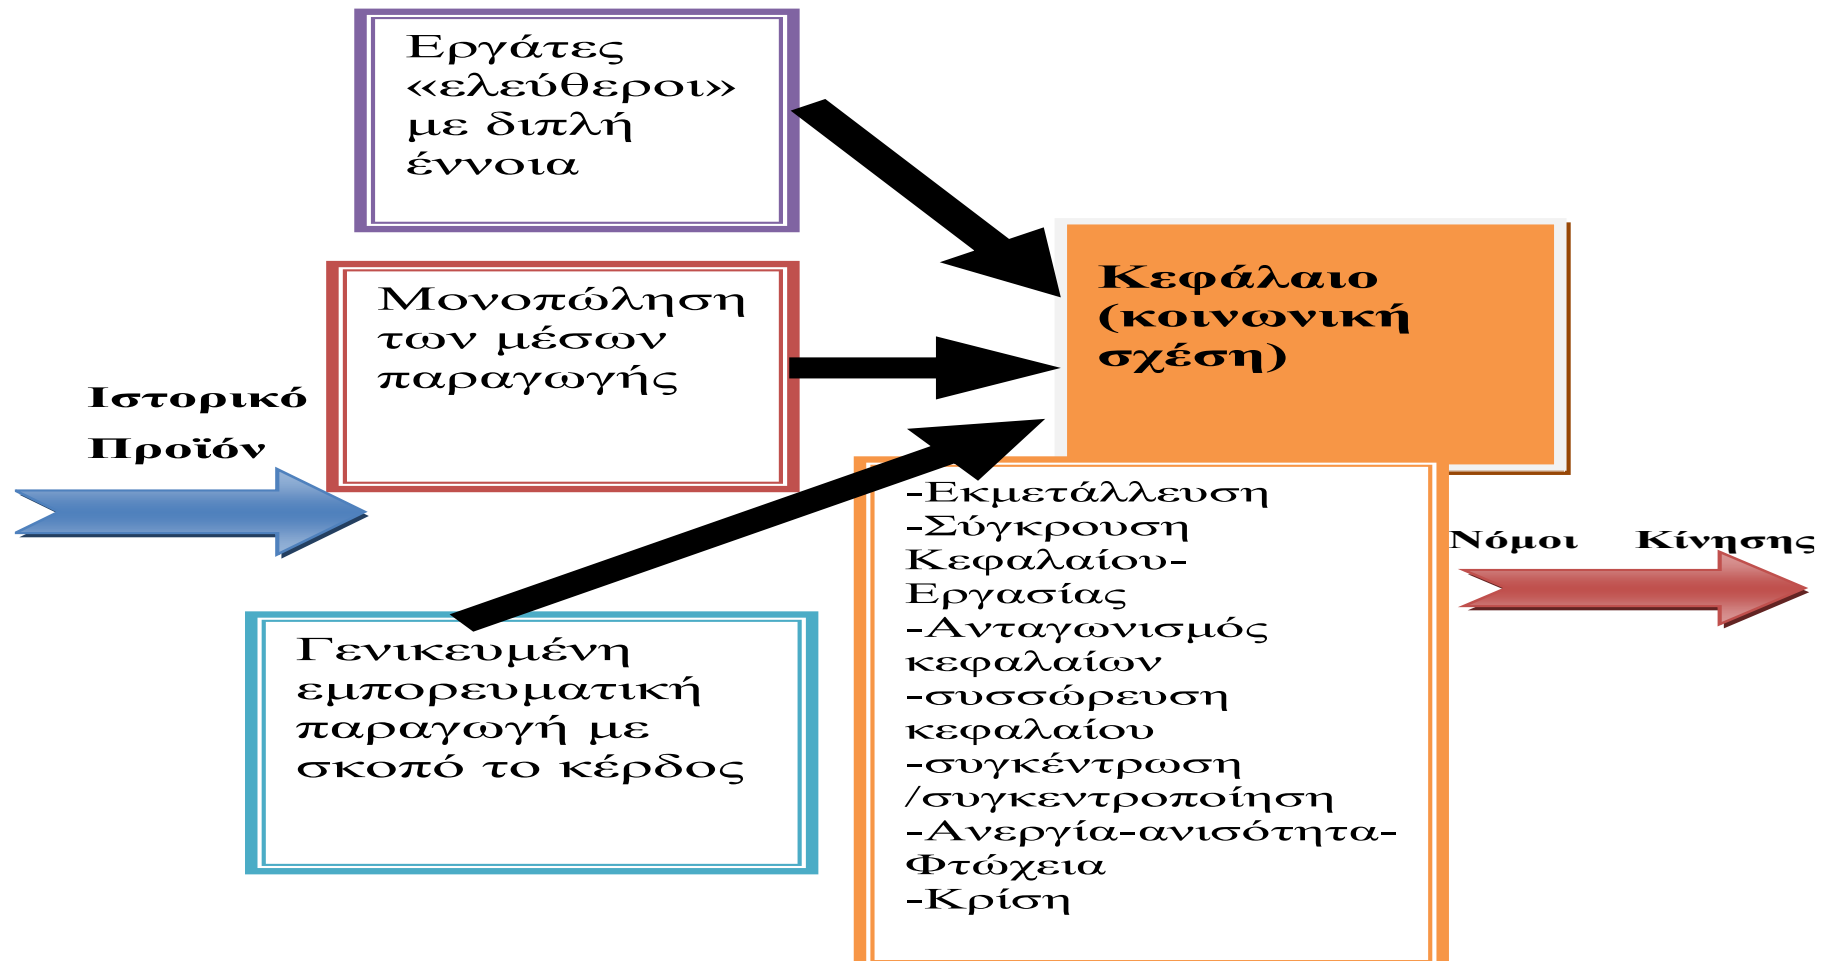 Εργάτες
«ελεύθεροι»
με διπλή
έννοια
Μονοπώληση
των μέσων
παραγωγής
Ιστορικό
Προϊόν
Γενικευμένη
εμπορευματική
παραγωγή με
σκοπό το κέρδος
Κεφάλαιο
(κοινωνική
σχέση)
-Εκμετάλλευση
-Σύγκρουση
Κεφαλαίου-
Εργασίας
-Ανταγωνισμός
κεφαλαίων
-συσσώρευση
κεφαλαίου
-συγκέντρωση
/συγκεντροποίηση
-Ανεργία-ανισότητα-
Φτώχεια
-Κρίση
Νόμοι Κίνησης